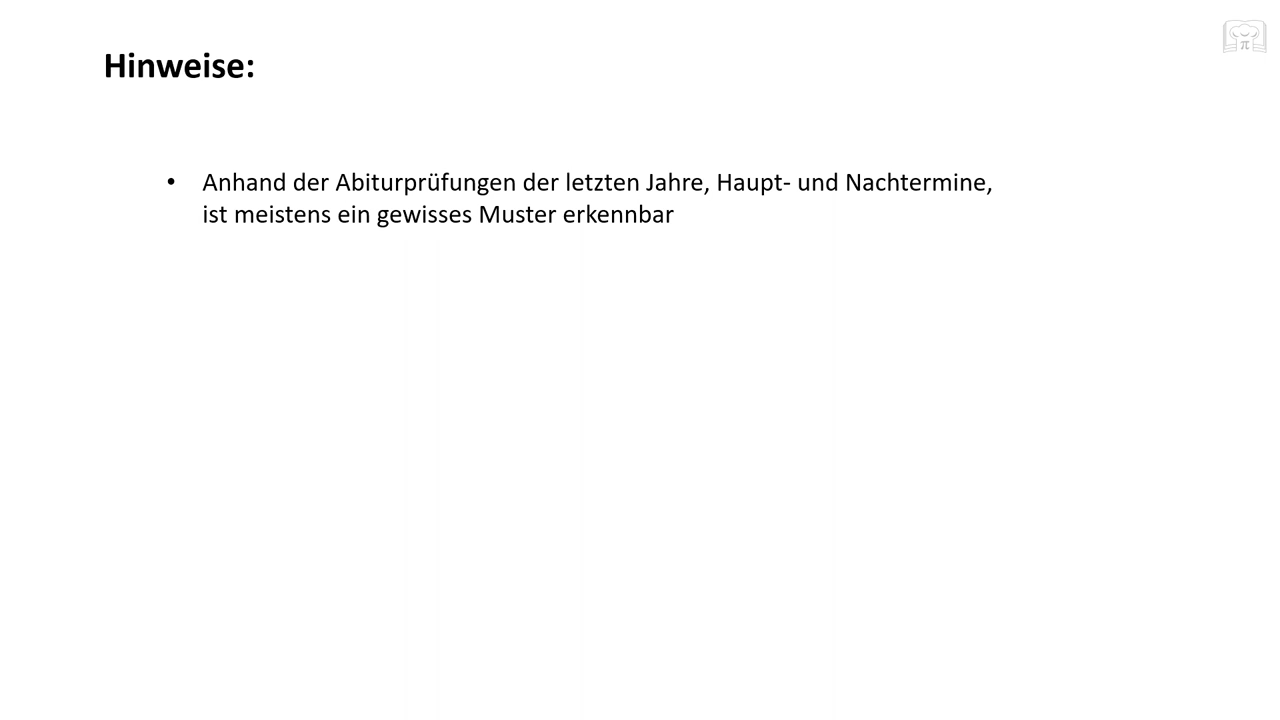 Hinweise:
• Anhand der Abiturprüfungen der letzten Jahre, Haupt- und Nachtermine,
ist meistens ein gewisses Muster erkennbar
π